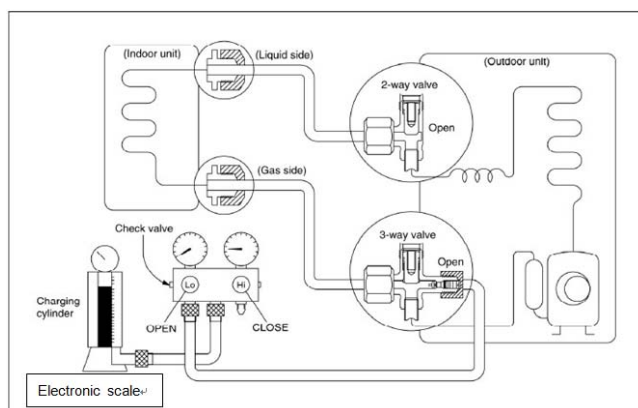 (Indoor unit)
(Liquid side)
(Outdoor unit)
2-way valve
Open
(Gas side)
3-way valve
Open
Check valve
Lo
Hi
Charging
cylinder
OPEN
CLOSE
Electronic scale